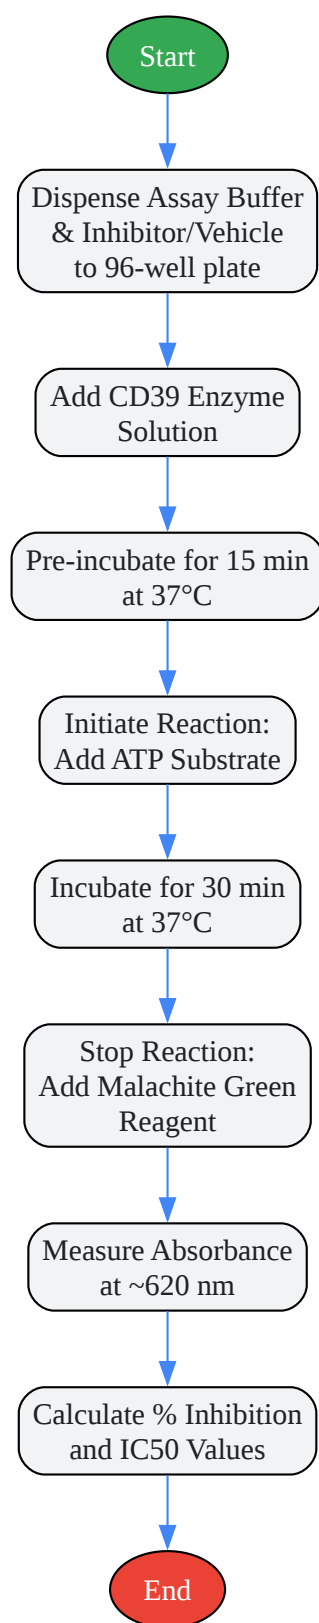 Start
Dispense Assay Buffer
& Inhibitor/Vehicle
to 96-well plate
Add CD39 Enzyme
Solution
Pre-incubate for 15 min
at 37°C
Initiate Reaction:
Add ATP Substrate
Incubate for 30 min
at 37°C
Stop Reaction:
Add Malachite Green
Reagent
Measure Absorbance
at ~620 nm
Calculate % Inhibition
and IC50 Values
End